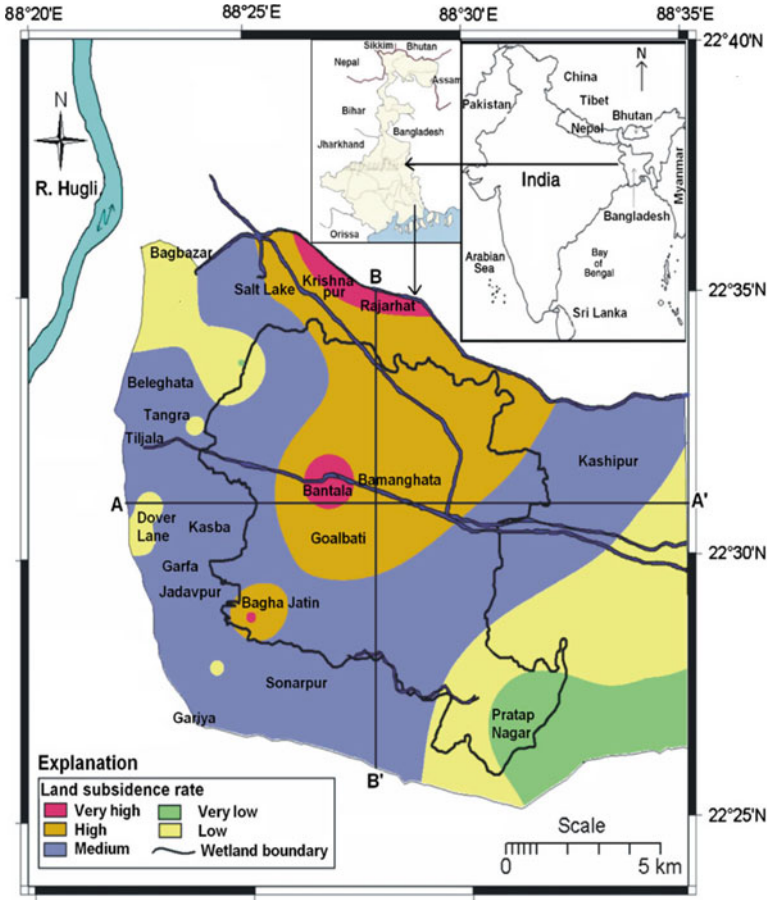 88°20'E
88°25'E
88°30'E
88°35'E
22°40'N
Sikkim
Bhutan
Nepal
Assam
Bihar
Bangladesh
Jharkhand
Orissa
N
China
Pakistan
Tibet
Bhutan
Nepal
India
Myanmar
Bangladesh
Arabian
Sea
Bay
of
Bengal
Sri Lanka
N
R. Hugli
Bagbazar
B
Salt Lake
Krishna
pur
Rajarhat
22°35'N
Beleghata
Tangra
Tiljala
Kashipur
Bamanghata
Bantala
A
A'
Dover
Lane
Kasba
Goalbati
22°30'N
Garfa
Jadavpur
Bagha Jatin
Sonarpur
Gariya
Pratap
Nagar
B'
22°25'N
Explanation
Land subsidence rate
Very high
Very low
High
Low
Medium
Wetland boundary
Scale
0
5 km